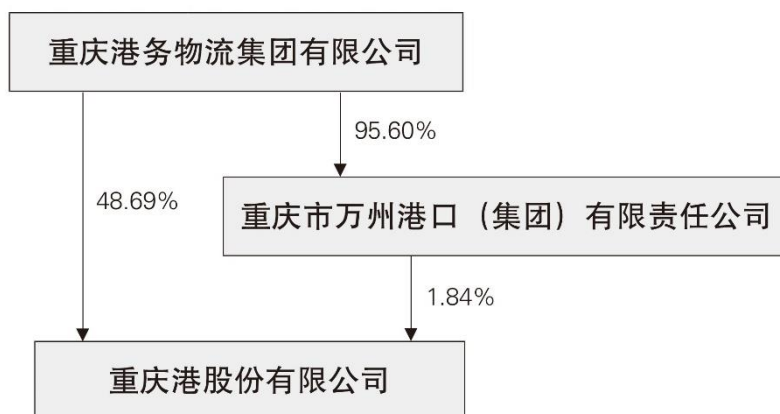 重庆港务物流集团有限公司
95.60%
48.69%
重庆市万州港口（集团）有限责任公司
1.84%
重庆港股份有限公司